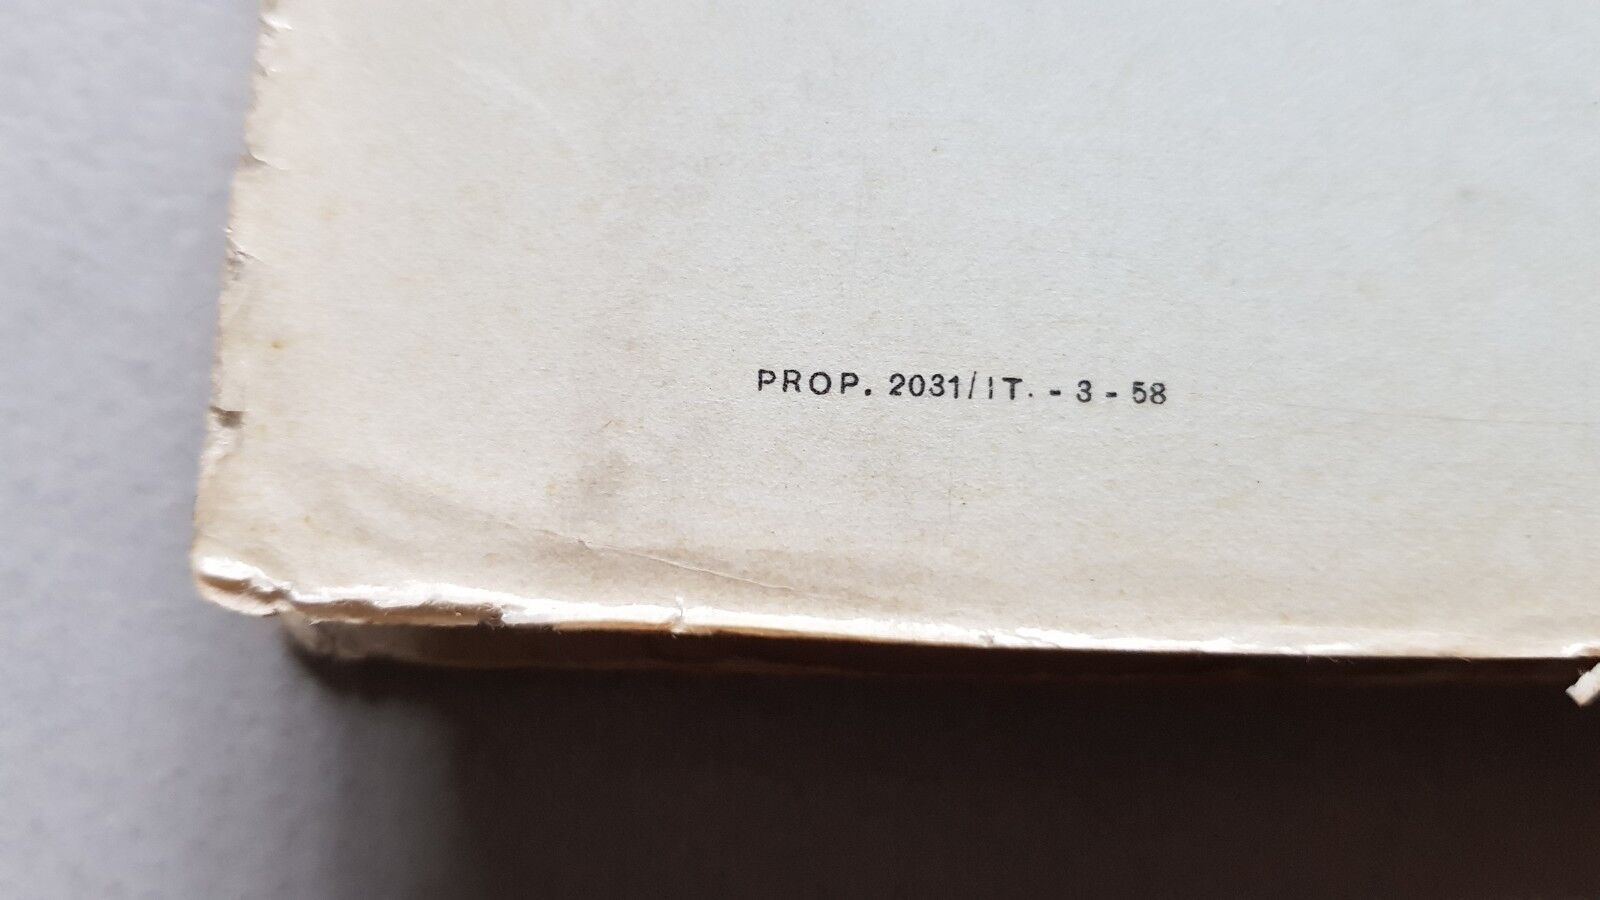 PROP. 2031/IT. - 3 - 58